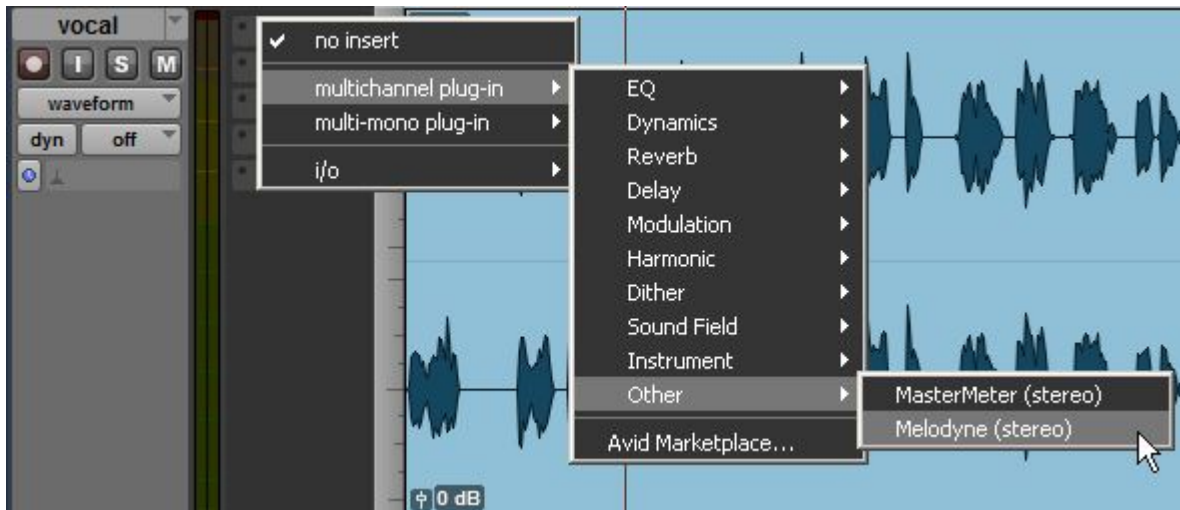 vocal
I S M
waveform
dyn off
no insert
multichannel plug-in
multi-mono plug-in
i/o
EQ
Dynamics
Reverb
Delay
Modulation
Harmonic
Dither
Sound Field
Instrument
Other
Avid Marketplace...
MasterMeter (stereo)
Melodyne (stereo)
0 dB